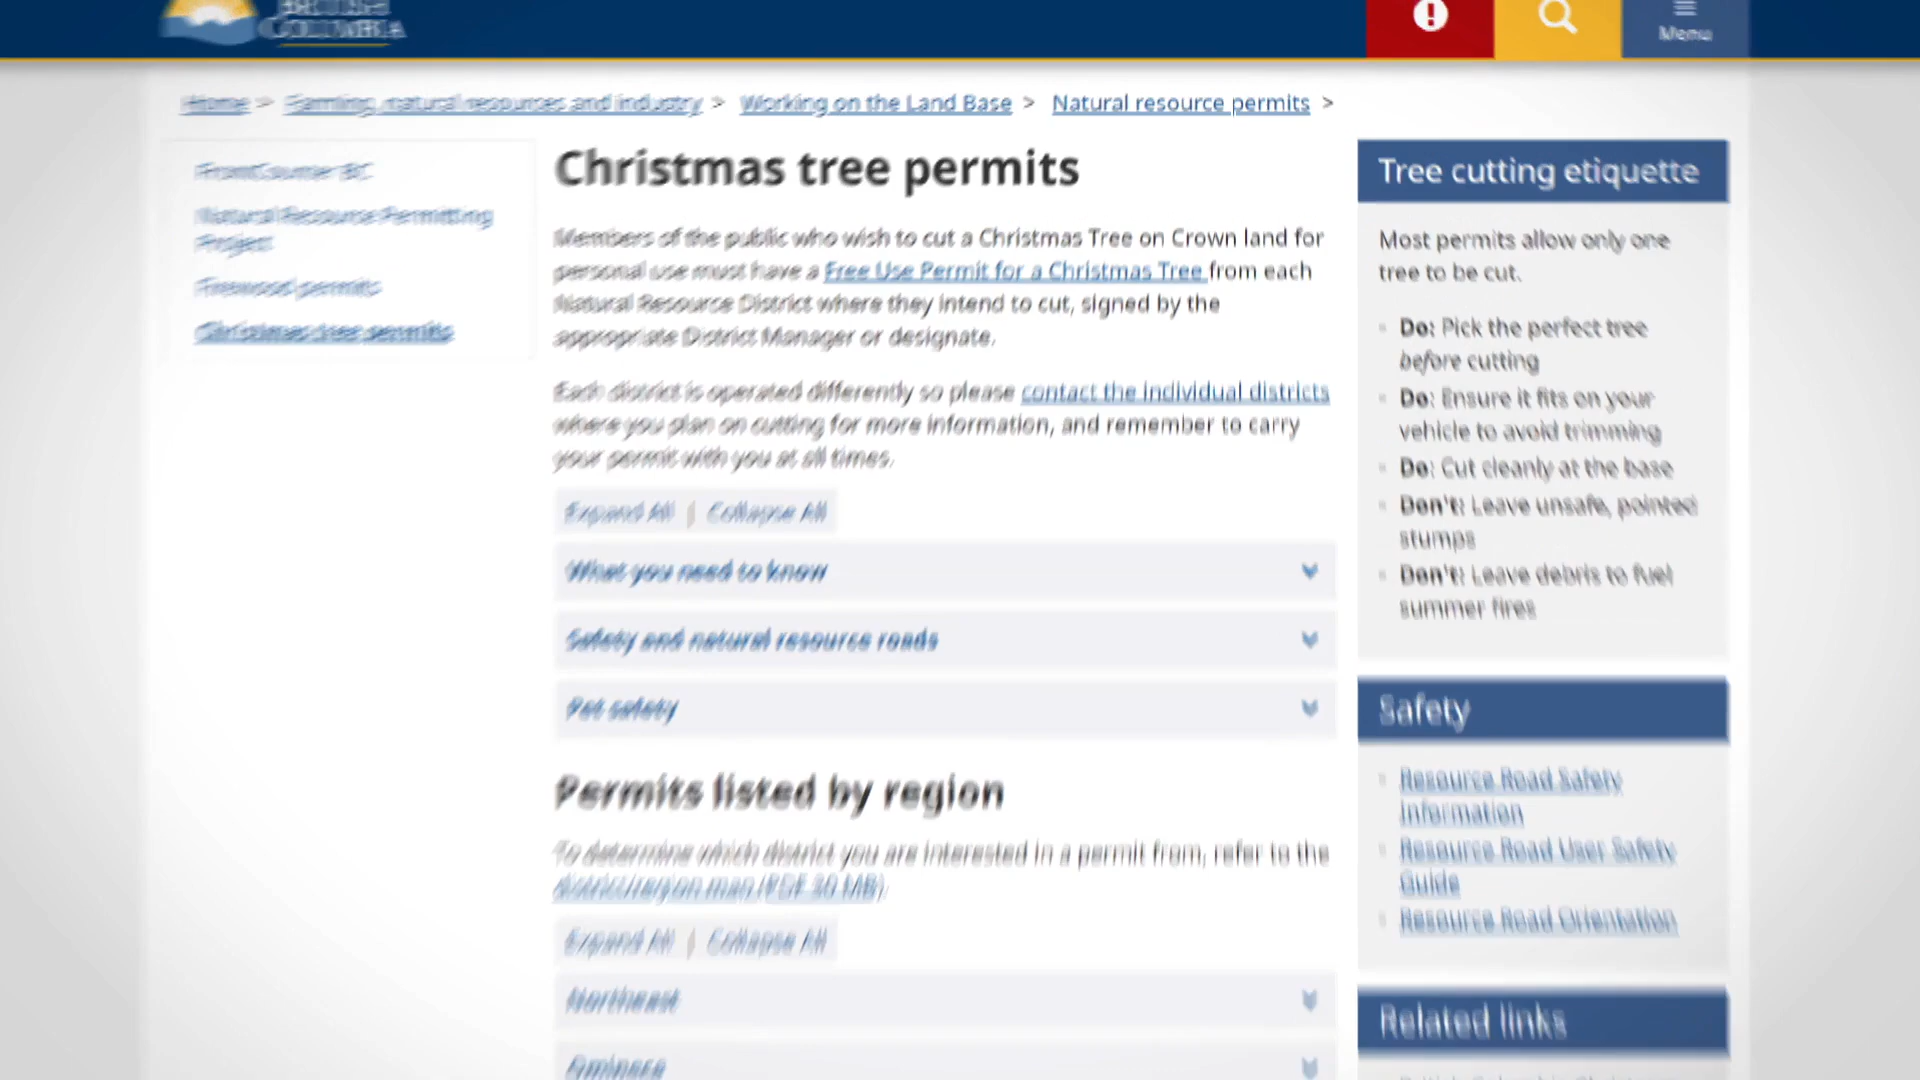 BRITISH
COLUMBIA
Menu
Home > Farming, natural resources and industry > Working on the Land Base > Natural resource permits >
FrontCounter BC
Natural Resource Permitting
Project
Firewood permits
Christmas tree permits
Christmas tree permits
Members of the public who wish to cut a Christmas Tree on Crown land for
personal use must have a Free Use Permit for a Christmas Tree from each
Natural Resource District where they intend to cut, signed by the
appropriate District Manager or designate.
Each district is operated differently so please contact the individual districts
where you plan on cutting for more information, and remember to carry
your permit with you at all times.
Expand All | Collapse All
What you need to know
Safety and natural resource roads
Pet safety
Permits listed by region
To determine which district you are interested in a permit from, refer to the
district/region map (PDF 30 MB).
Expand All | Collapse All
Northeast
Omineca
Tree cutting etiquette
Most permits allow only one
tree to be cut.
Do: Pick the perfect tree
before cutting
Do: Ensure it fits on your
vehicle to avoid trimming
Do: Cut cleanly at the base
Don't: Leave unsafe, pointed
stumps
Don't: Leave debris to fuel
summer fires
Safety
Resource Road Safety
Information
Resource Road User Safety
Guide
Resource Road Orientation
Related links